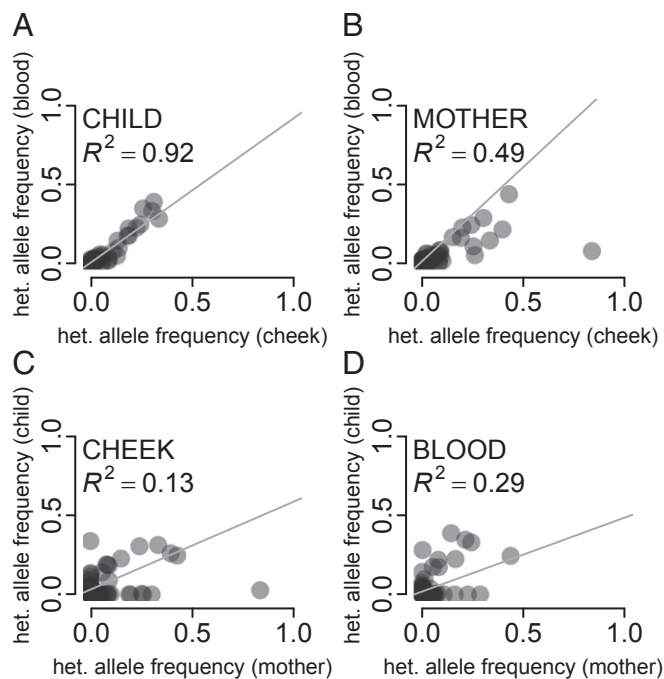 A
B
het. allele frequency (blood)
0.0 0.5 1.0
CHILD
R² = 0.92
0.0 0.5 1.0
het. allele frequency (cheek)
het. allele frequency (blood)
0.0 0.5 1.0
MOTHER
R² = 0.49
0.0 0.5 1.0
het. allele frequency (cheek)
C
D
het. allele frequency (child)
0.0 0.5 1.0
CHEEK
R² = 0.13
0.0 0.5 1.0
het. allele frequency (mother)
het. allele frequency (child)
0.0 0.5 1.0
BLOOD
R² = 0.29
0.0 0.5 1.0
het. allele frequency (mother)